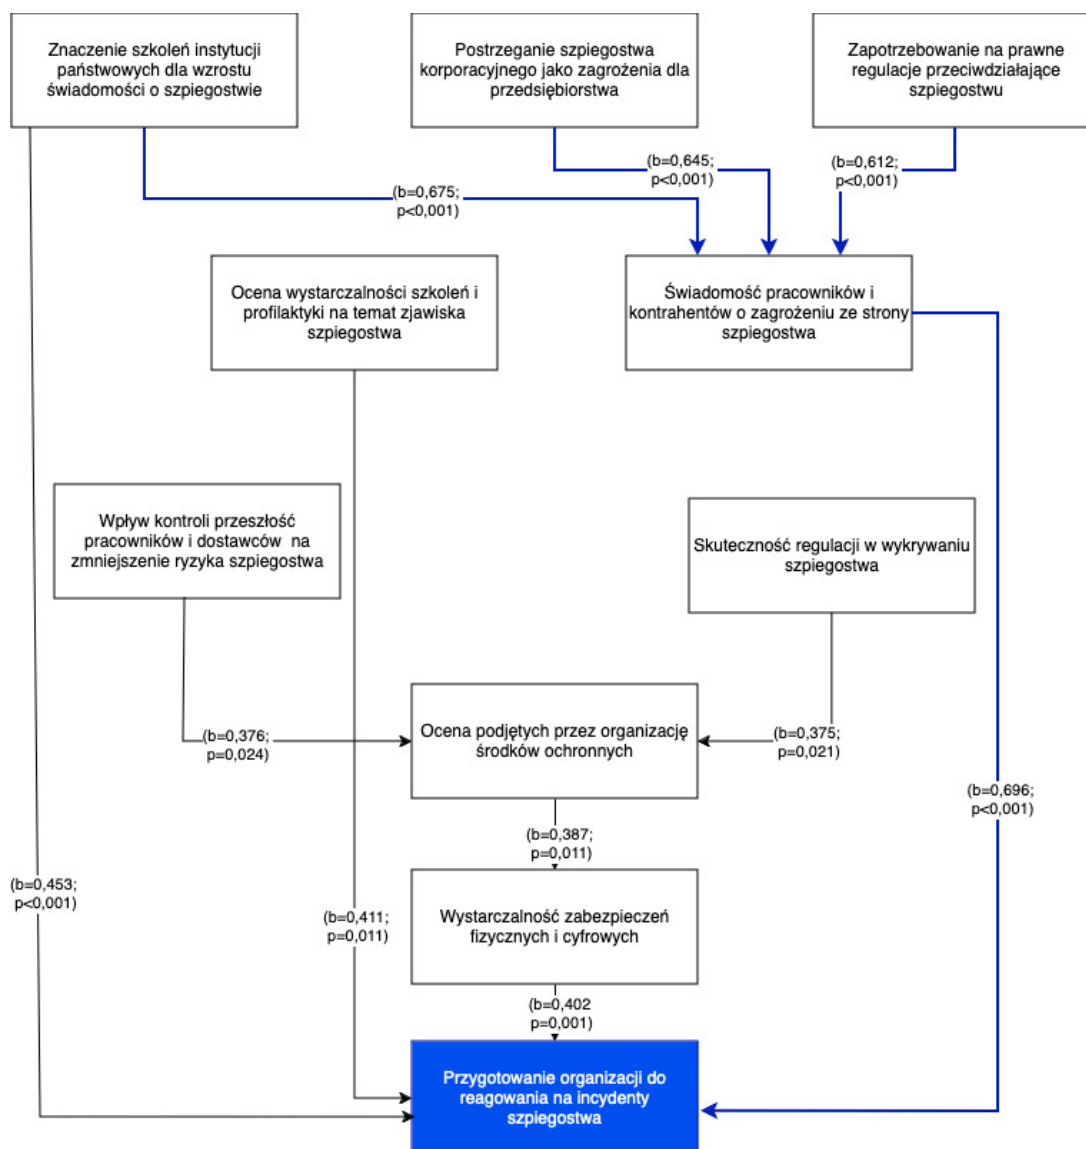 Znaczenie szkoleń instytucji
państwowych dla wzrostu
świadomości o szpiegostwie
Postrzeganie szpiegostwa
korporacyjnego jako zagrożenia dla
przedsiębiorstwa
Zapotrzebowanie na prawne
regulacje przeciwdziałające
szpiegostwu
(b=0,675;
p<0,001)
(b=0,645;
p<0,001)
(b=0,612;
p<0,001)
Ocena wystarczalności szkoleń i
profilaktyki na temat zjawiska
szpiegostwa
Świadomość pracowników i
kontrahentów o zagrożeniu ze strony
szpiegostwa
Wpływ kontroli przeszłość
pracowników i dostawców na
zmniejszenie ryzyka szpiegostwa
Skuteczność regulacji w wykrywaniu
szpiegostwa
(b=0,376;
p=0,024)
Ocena podjętych przez organizację
środków ochronnych
(b=0,375;
p=0,021)
(b=0,696;
p<0,001)
(b=0,387;
p=0,011)
(b=0,453;
p<0,001)
(b=0,411;
p=0,011)
Wystarczalność zabezpieczeń
fizycznych i cyfrowych
(b=0,402
p=0,001)
Przygotowanie organizacji do
reagowania na incydenty
szpiegostwa